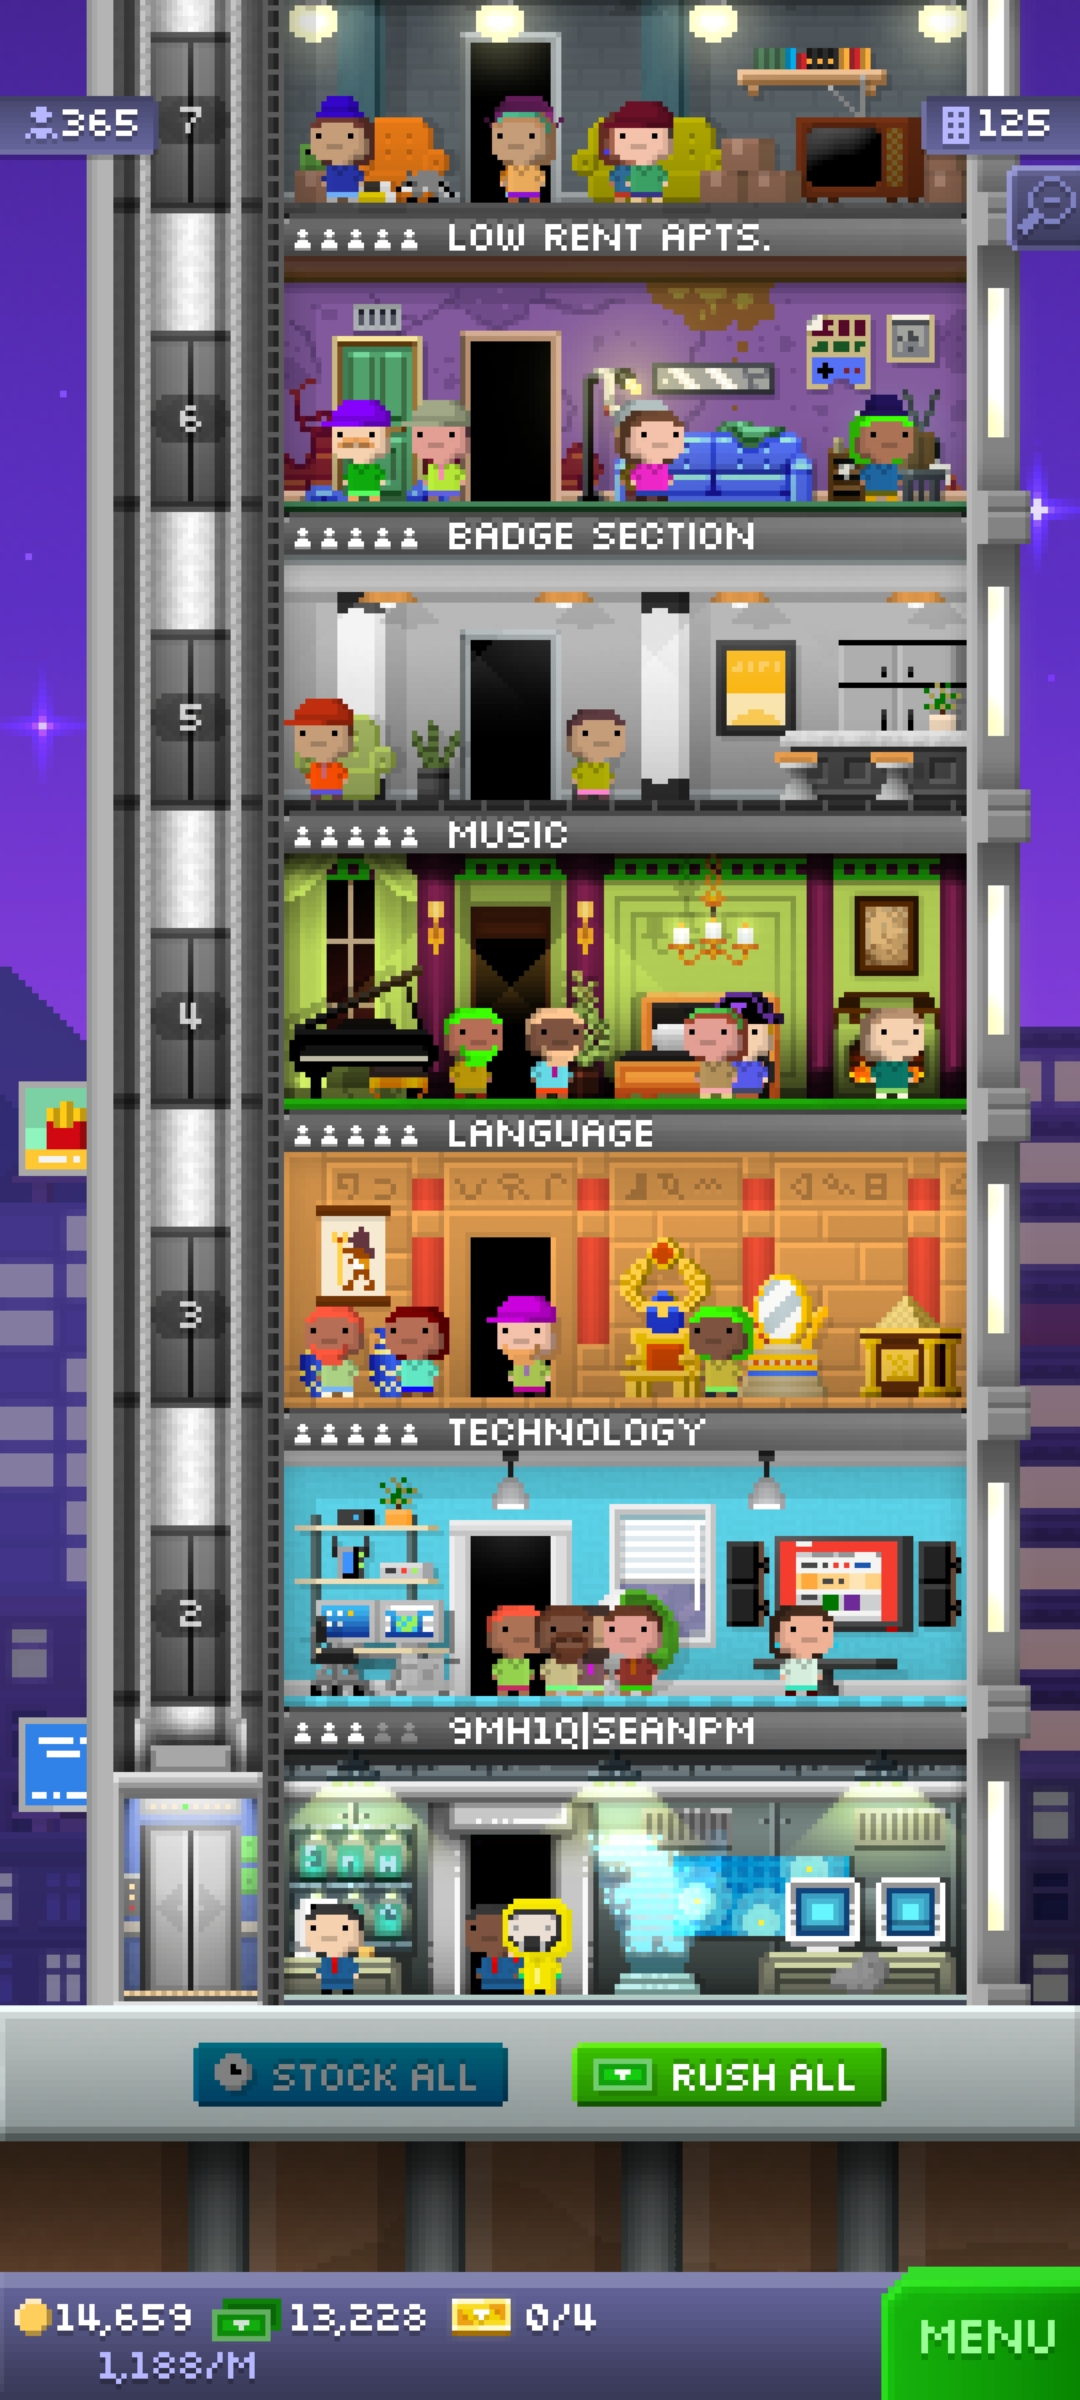 7
365
125
LOW RENT APTS.
6
BADGE SECTION
5
MUSIC
4
LANGUAGE
3
TECHNOLOGY
2
9MH1Q|SEANPM
STOCK ALL
RUSH ALL
14,659 13,228 0/4
1,188/M
MENU